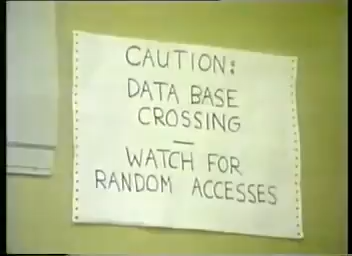 CAUTION:
DATA BASE
CROSSING
—
WATCH FOR
RANDOM ACCESSES